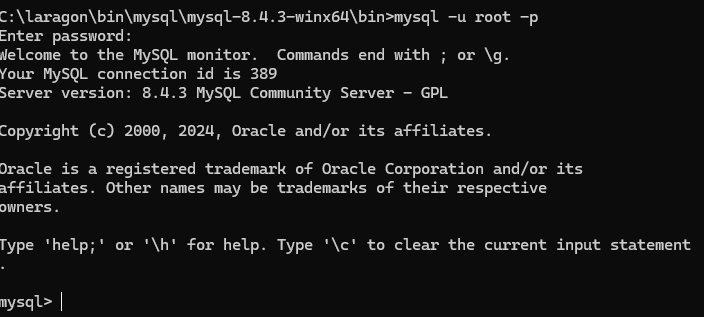 C:\laragon\bin\mysql\mysql-8.4.3-winx64\bin>mysql -u root -p
Enter password:
Welcome to the MySQL monitor.  Commands end with ; or \g.
Your MySQL connection id is 389
Server version: 8.4.3 MySQL Community Server - GPL
Copyright (c) 2000, 2024, Oracle and/or its affiliates.
Oracle is a registered trademark of Oracle Corporation and/or its
affiliates. Other names may be trademarks of their respective
owners.
Type 'help;' or '\h' for help. Type '\c' to clear the current input statement
.
mysql>